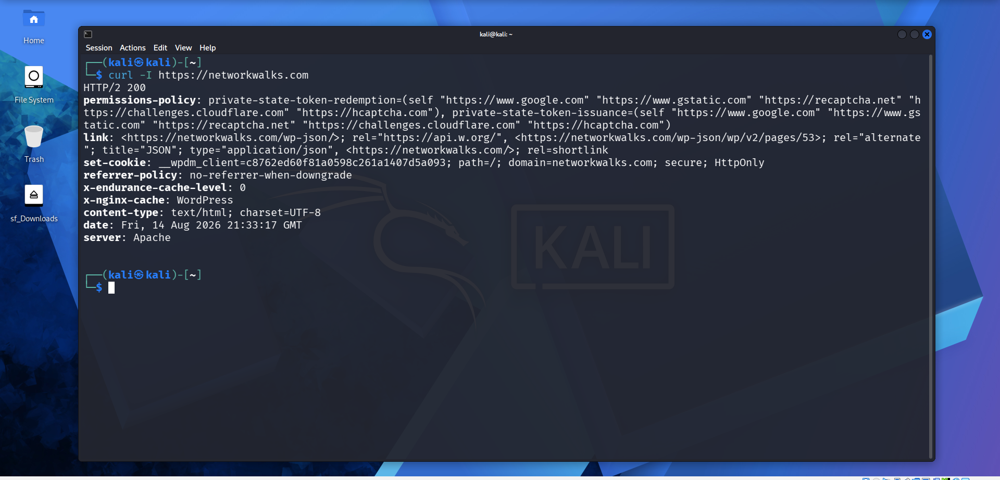 Home
File System
Trash
sf_Downloads
kali@kali: ~
Session Actions Edit View Help
┌──(kali㉿kali)-[~]
└─$ curl -I https://networkwalks.com
HTTP/2 200
permissions-policy: private-state-token-redemption=(self "https://www.google.com" "https://www.gstatic.com" "https://recaptcha.net" "h
ttps://challenges.cloudflare.com" "https://hcaptcha.com"), private-state-token-issuance=(self "https://www.google.com" "https://www.gs
tatic.com" "https://recaptcha.net" "https://challenges.cloudflare.com" "https://hcaptcha.com")
link: <https://networkwalks.com/wp-json/>; rel="https://api.w.org/", <https://networkwalks.com/wp-json/wp/v2/pages/53>; rel="alternate
"; title="JSON"; type="application/json", <https://networkwalks.com/>; rel=shortlink
set-cookie: __wpdm_client=c8762ed60f81a0598c261a1407d5a093; path=/; domain=networkwalks.com; secure; HttpOnly
referrer-policy: no-referrer-when-downgrade
x-endurance-cache-level: 0
x-nginx-cache: WordPress
content-type: text/html; charset=UTF-8
date: Fri, 14 Aug 2026 21:33:17 GMT
server: Apache
KALI
┌──(kali㉿kali)-[~]
└─$